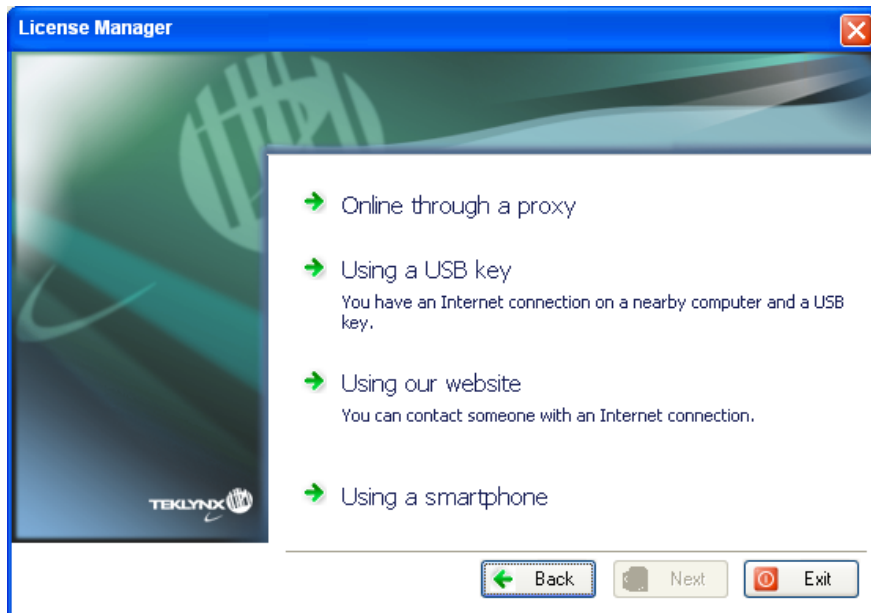 License Manager
Online through a proxy
Using a USB key
You have an Internet connection on a nearby computer and a USB
key.
Using our website
You can contact someone with an Internet connection.
Using a smartphone
TEKLYNX
Back
Next
Exit